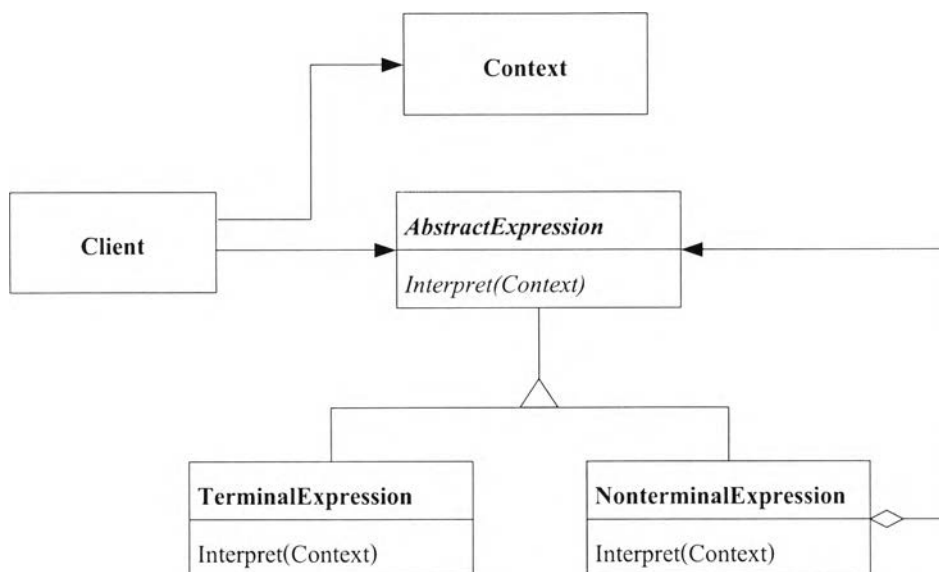 Context
Client
AbstractExpression
Interpret(Context)
TerminalExpression
Interpret(Context)
NonterminalExpression
Interpret(Context)